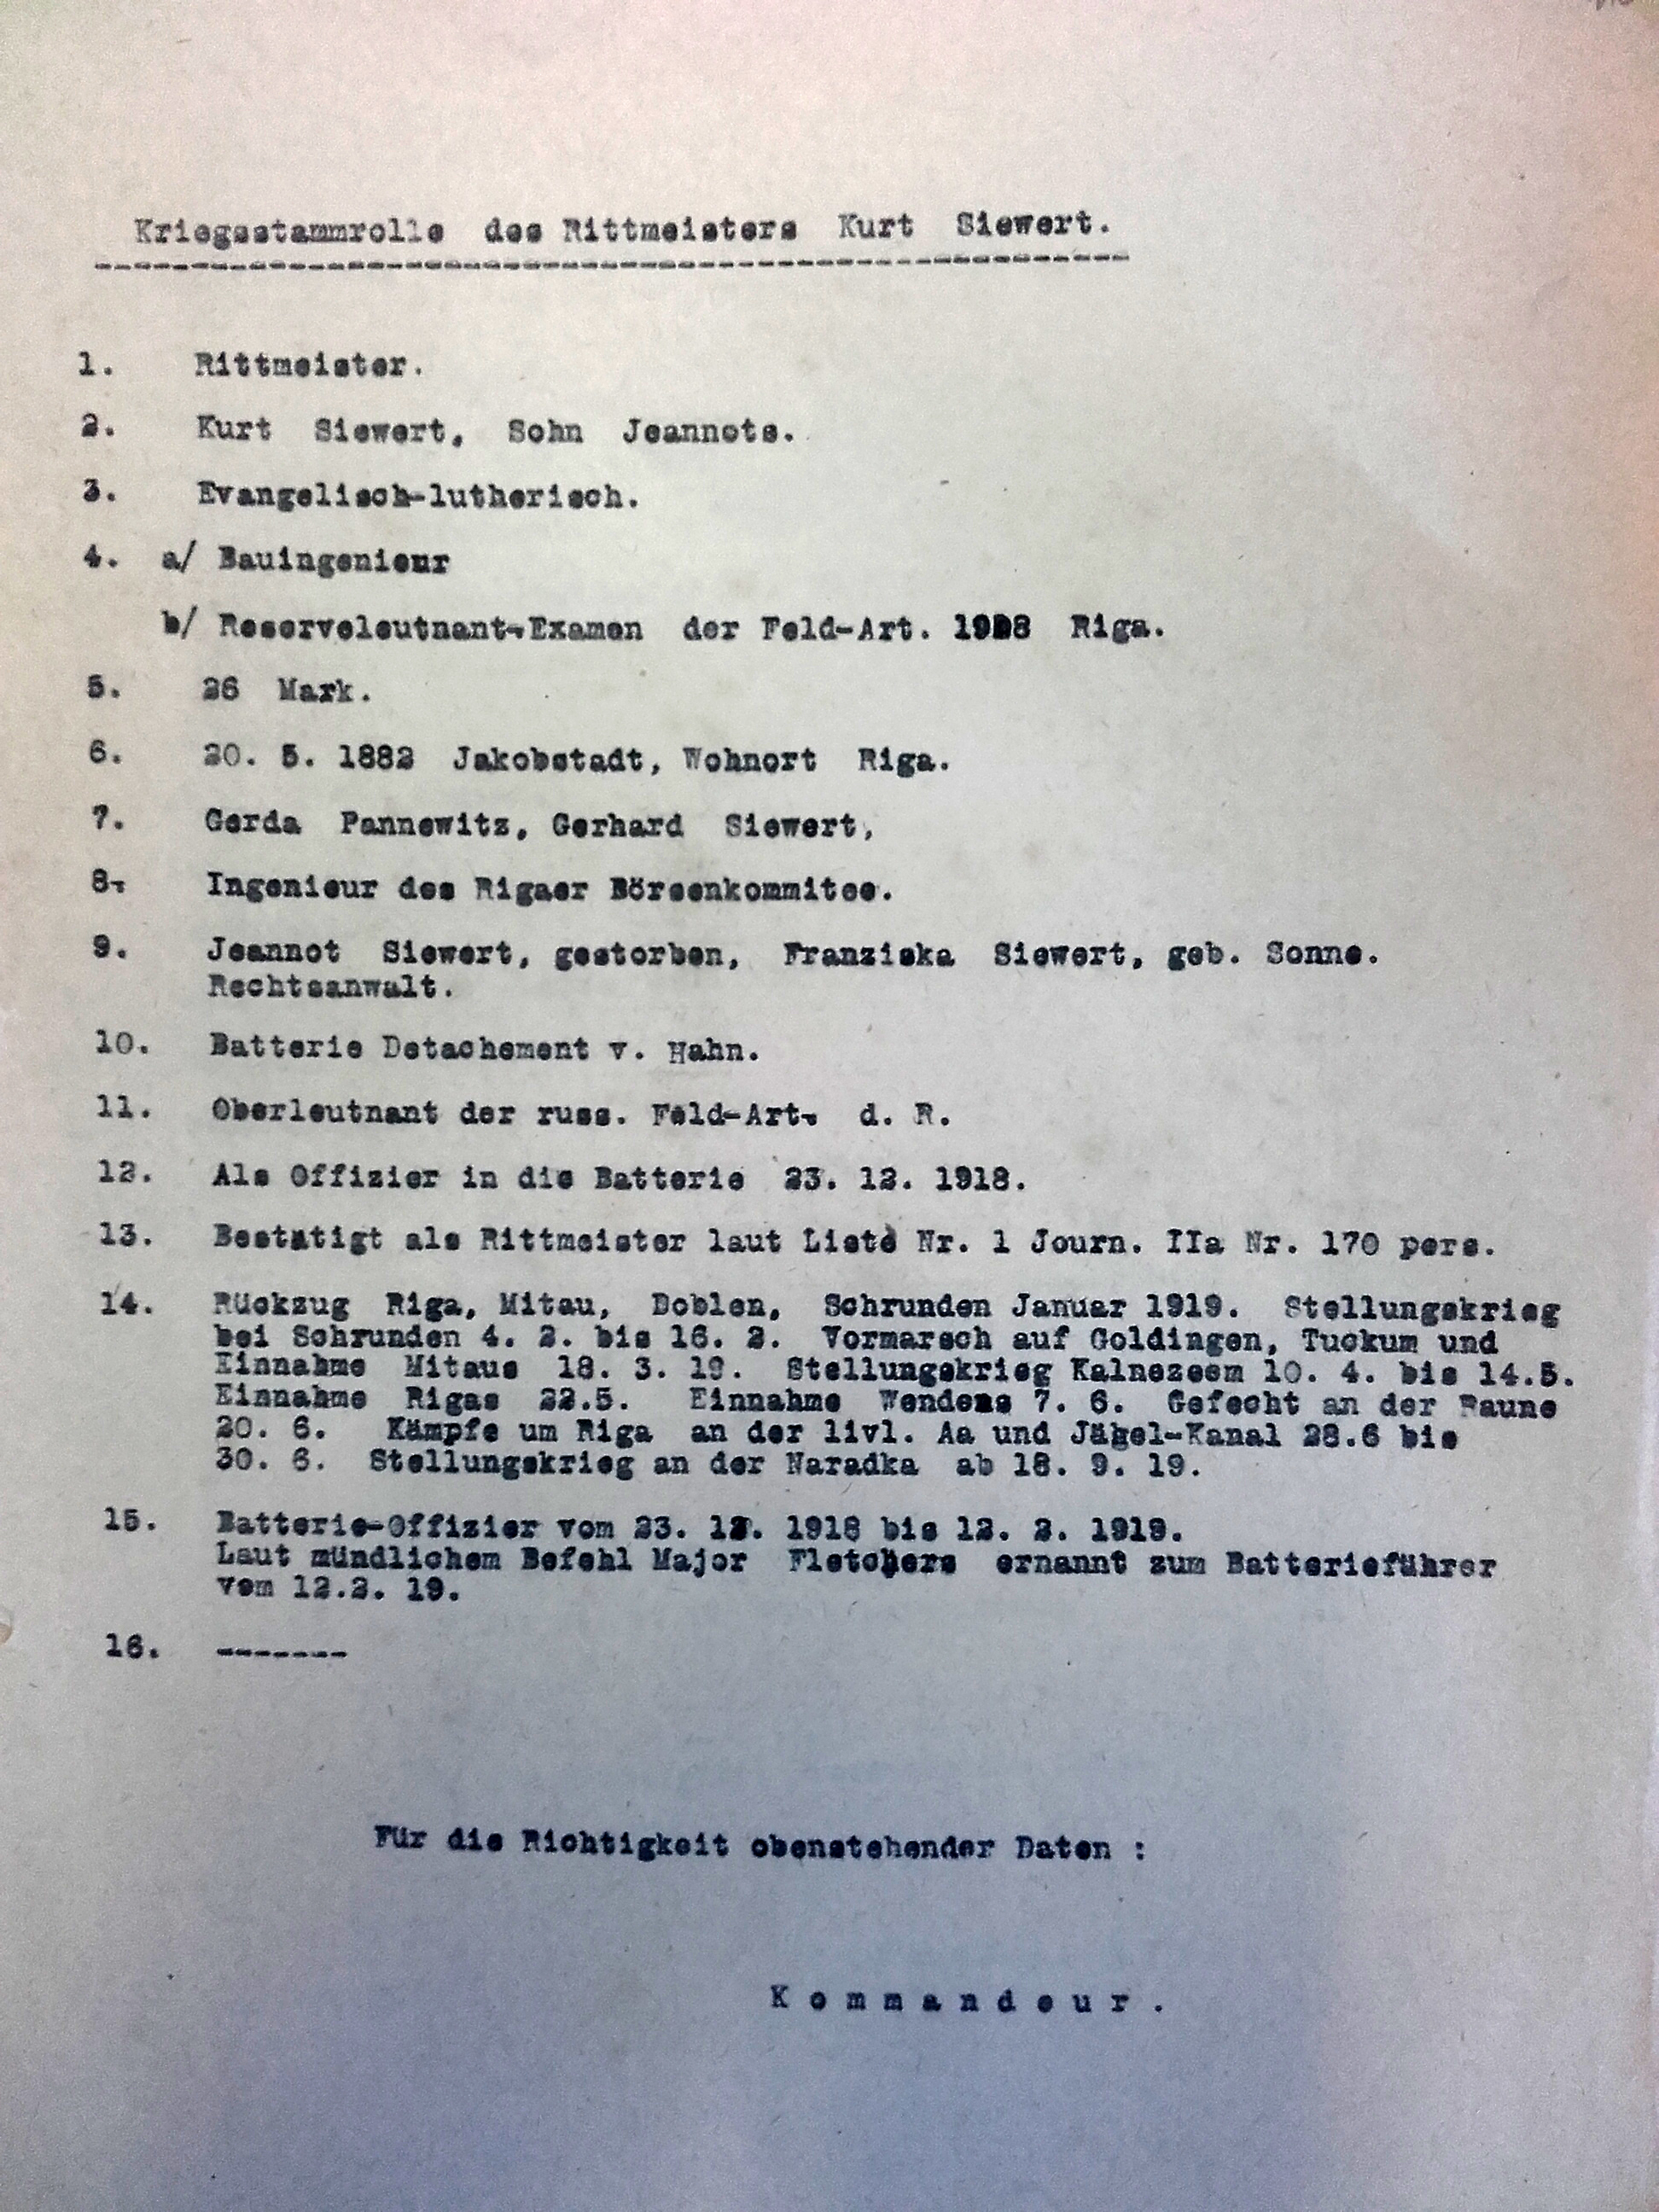 Kriegsstammrolle des Rittmeisters Kurt Siewert.
1. Rittmeister.
2. Kurt Siewert, Sohn Jeannots.
3. Evangelisch-lutherisch.
4. a/ Bauingenieur
b/ Reserveleutnant-Examen der Feld-Art. Riga.
5. 26 Mark.
6. 20. 5. 1882 Jakobstadt, Wohnort Riga.
7. Gerda Pannewitz, Gerhard Siewert,
8. Ingenieur des Rigaer Börsenkommitee.
9. Jeannot Siewert, gestorben, Franziska Siewert, geb. Sonne.
Rechtsanwalt.
10. Batterie Detachement v. Hahn.
11. Oberleutnant der russ. Feld-Art. d. R.
12. Als Offizier in die Batterie 23. 12. 1918.
13. Bestätigt als Rittmeister laut Liste Nr. 1 Journ. IIa Nr. 170 pers.
14. Rückzug Riga, Mitau, Doblen, Schrunden Januar 1919. Stellungskrieg
bei Schrunden 4. 2. bis 16. 2. Vormarsch auf Goldingen, Tuckum und
Einnahme Mitaus 18. 3. 19. Stellungskrieg Kalnezeem 10. 4. bis 14.5.
Einnahme Rigas 22.5. Einnahme Wendens 7. 6. Gefecht an der Raune
20. 6. Kämpfe um Riga an der livl. Aa und Jägel-Kanal 28.6 bis
30. 6. Stellungskrieg an der Naradka ab 18. 9. 19.
15. Batterie-Offizier vom 23. 12. 1918 bis 12. 2. 1919.
Laut mündlichem Befehl Major Fletchers ernannt zum Batterieführer
vom 12.2. 19.
16. -------
Für die Richtigkeit obenstehender Daten :
Kommandeur.